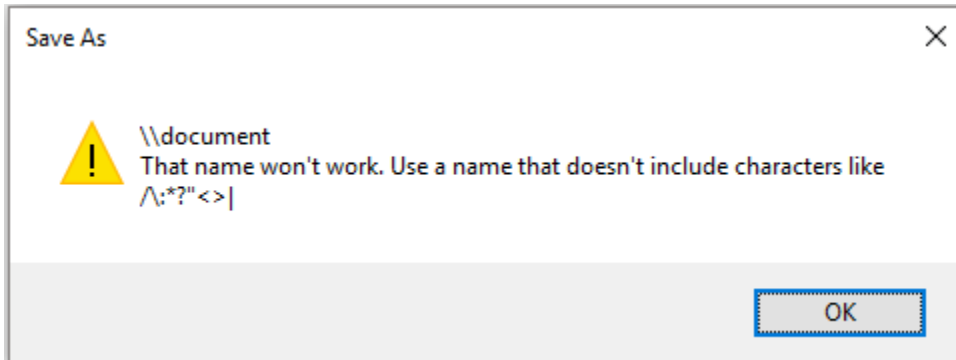 Save As
\\document
That name won't work. Use a name that doesn't include characters like
/\:*?"<>|
OK